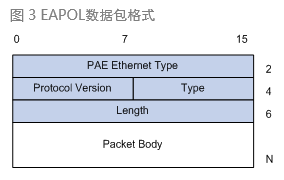 图 3 EAPOL数据包格式
0 7 15
PAE Ethernet Type 2
Protocol Version Type 4
Length 6
Packet Body
N